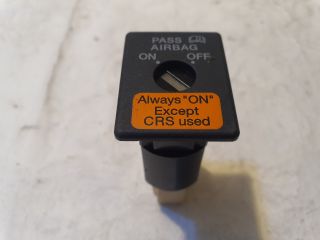 PASS
AIRBAG
ON OFF
Always "ON"
Except
CRS used